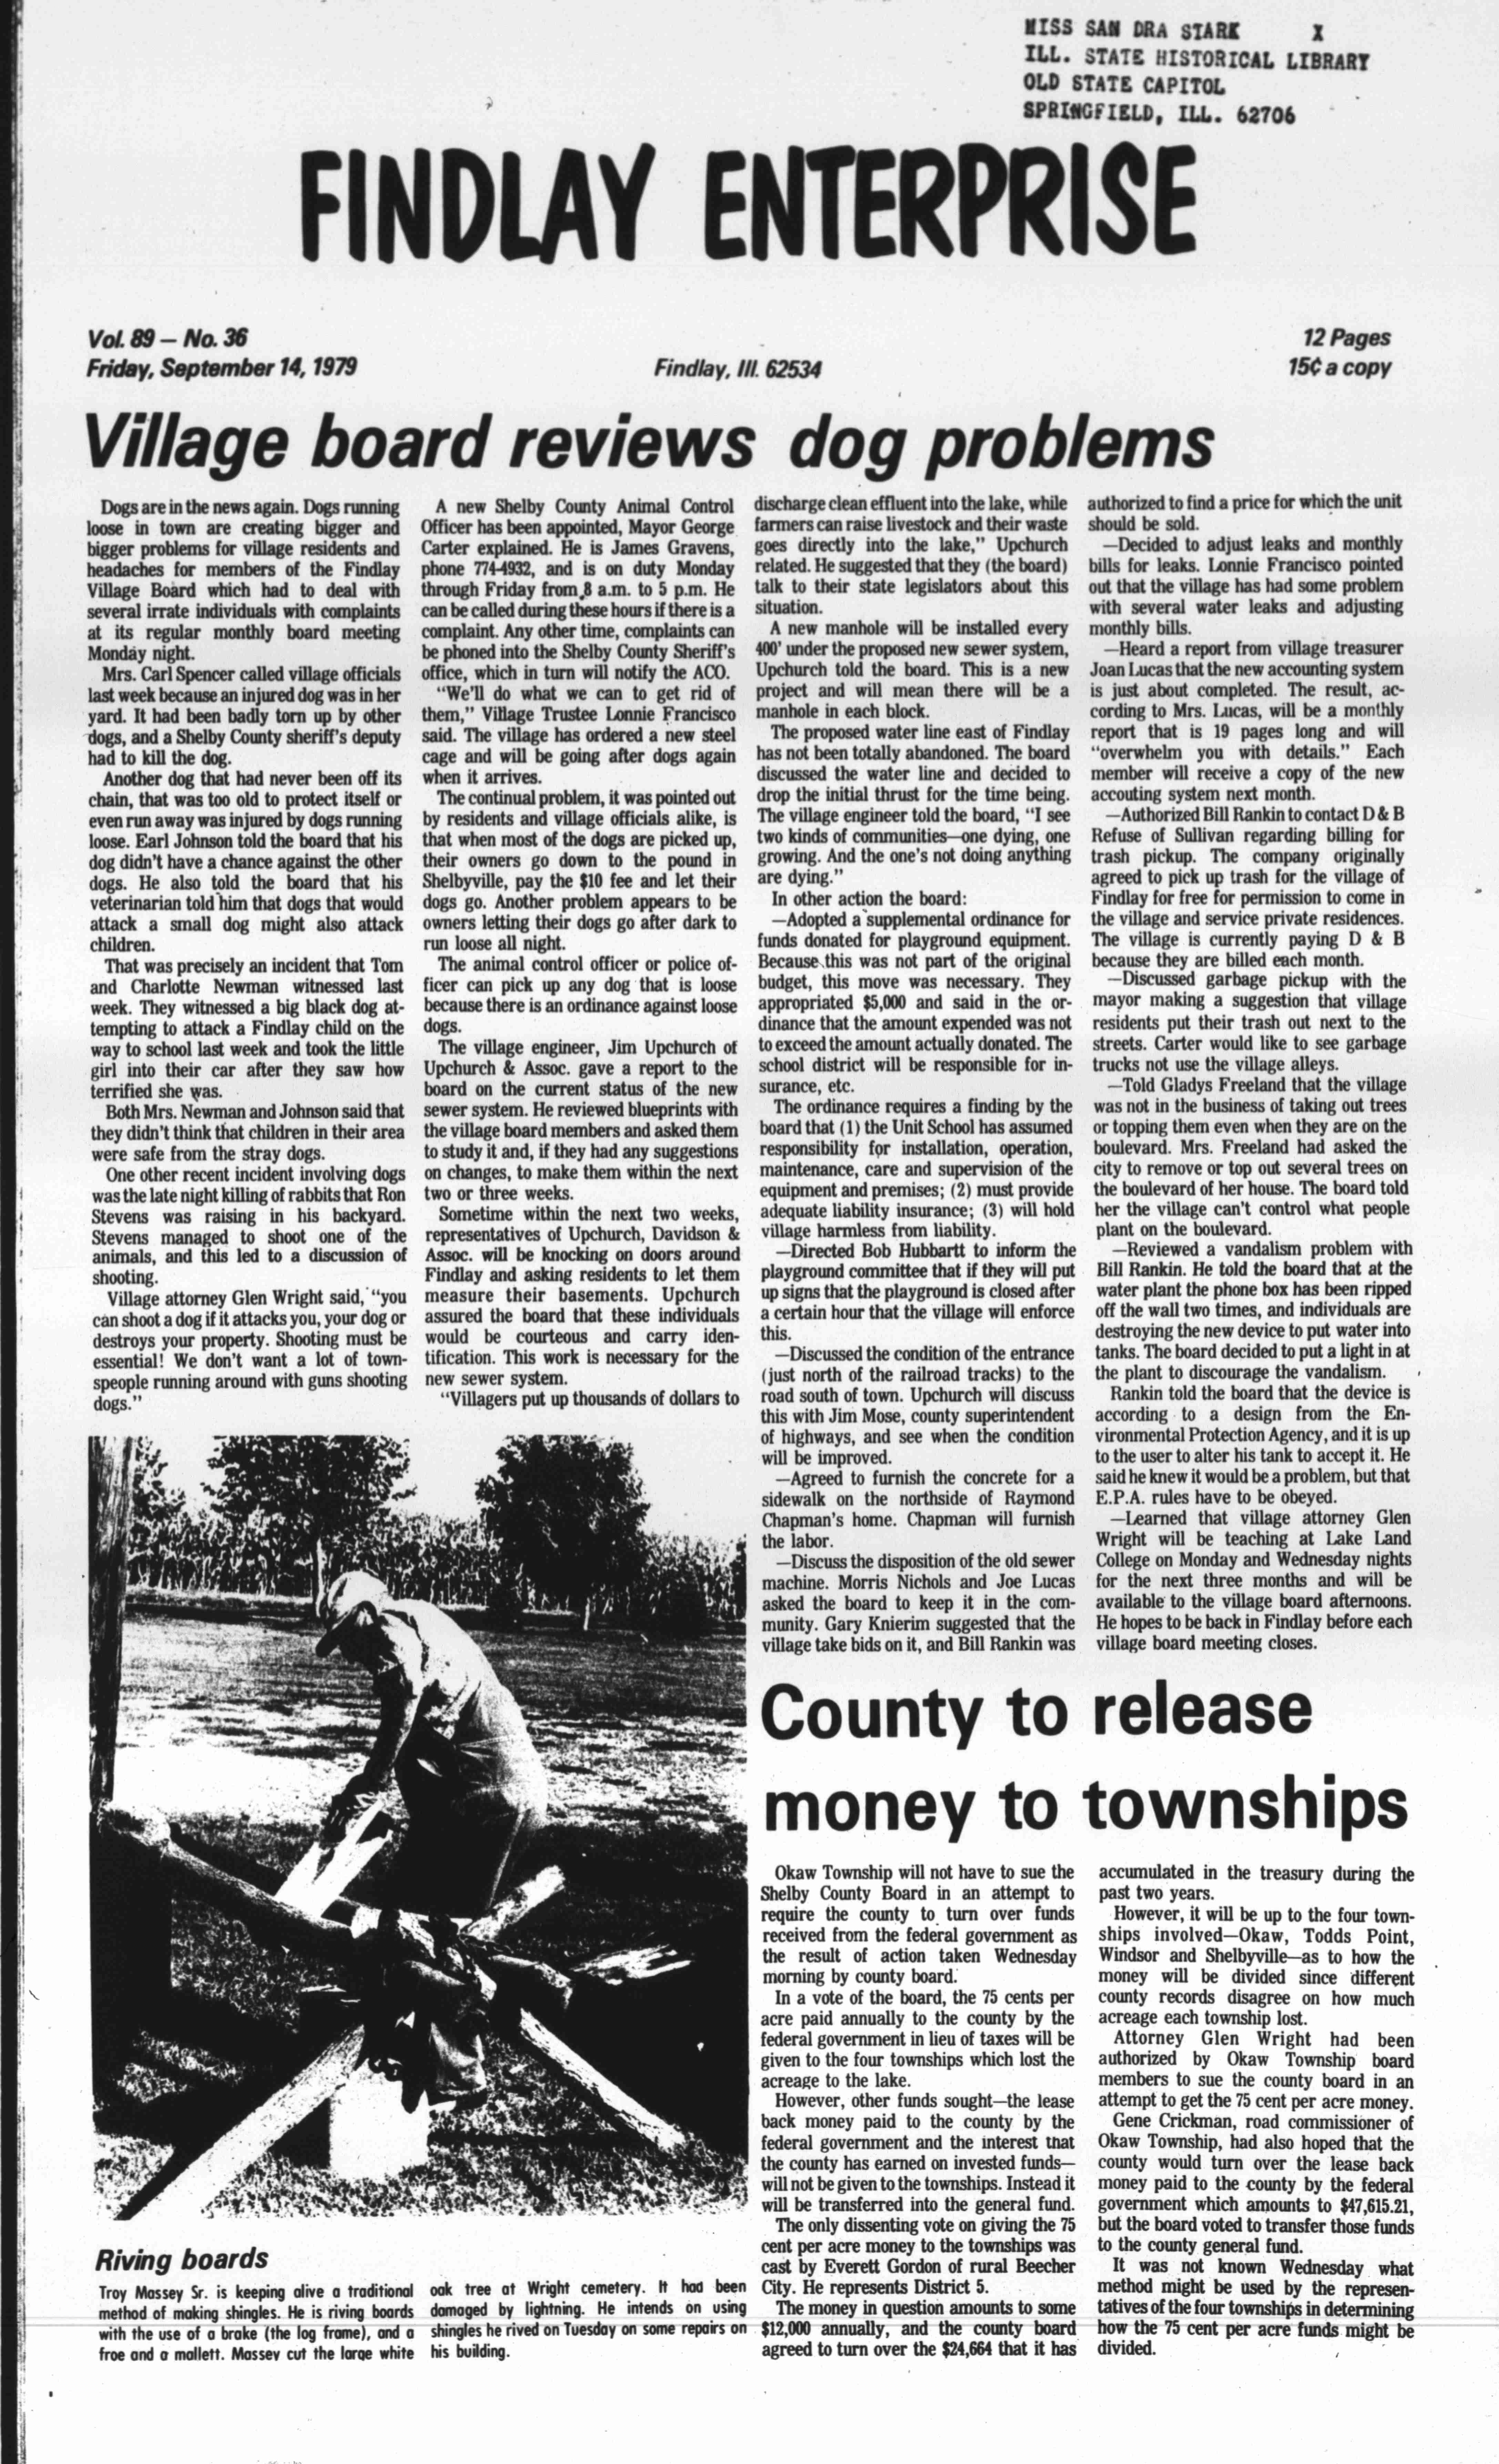 MISS SAN DRA STARK X
ILL. STATE HISTORICAL LIBRARY
OLD STATE CAPITOL
SPRINGFIELD, ILL. 62706
FINDLAY ENTERPRISE
Vol. 89 — No. 36
Friday, September 14, 1979
Findlay, Ill. 62534
12 Pages
15¢ a copy
Village board reviews dog problems
Dogs are in the news again. Dogs running
loose in town are creating bigger and
bigger problems for village residents and
headaches for members of the Findlay
Village Board which had to deal with
several irrate individuals with complaints
at its regular monthly board meeting
Monday night.
Mrs. Carl Spencer called village officials
last week because an injured dog was in her
yard. It had been badly torn up by other
dogs, and a Shelby County sheriff's deputy
had to kill the dog.
Another dog that had never been off its
chain, that was too old to protect itself or
even run away was injured by dogs running
loose. Earl Johnson told the board that his
dog didn't have a chance against the other
dogs. He also told the board that his
veterinarian told him that dogs that would
attack a small dog might also attack
children.
That was precisely an incident that Tom
and Charlotte Newman witnessed last
week. They witnessed a big black dog at-
tempting to attack a Findlay child on the
way to school last week and took the little
girl into their car after they saw how
terrified she was.
Both Mrs. Newman and Johnson said that
they didn't think that children in their area
were safe from the stray dogs.
One other recent incident involving dogs
was the late night killing of rabbits that Ron
Stevens was raising in his backyard.
Stevens managed to shoot one of the
animals, and this led to a discussion of
shooting.
Village attorney Glen Wright said, "you
can shoot a dog if it attacks you, your dog or
destroys your property. Shooting must be
essential! We don't want a lot of town-
speople running around with guns shooting
dogs."
A new Shelby County Animal Control
Officer has been appointed, Mayor George
Carter explained. He is James Gravens,
phone 774-4932, and is on duty Monday
through Friday from 8 a.m. to 5 p.m. He
can be called during these hours if there is a
complaint. Any other time, complaints can
be phoned into the Shelby County Sheriff's
office, which in turn will notify the ACO.
"We'll do what we can to get rid of
them," Village Trustee Lonnie Francisco
said. The village has ordered a new steel
cage and will be going after dogs again
when it arrives.
The continual problem, it was pointed out
by residents and village officials alike, is
that when most of the dogs are picked up,
their owners go down to the pound in
Shelbyville, pay the $10 fee and let their
dogs go. Another problem appears to be
owners letting their dogs go after dark to
run loose all night.
The animal control officer or police of-
ficer can pick up any dog that is loose
because there is an ordinance against loose
dogs.
The village engineer, Jim Upchurch of
Upchurch & Assoc. gave a report to the
board on the current status of the new
sewer system. He reviewed blueprints with
the village board members and asked them
to study it and, if they had any suggestions
on changes, to make them within the next
two or three weeks.
Sometime within the next two weeks,
representatives of Upchurch, Davidson &
Assoc. will be knocking on doors around
Findlay and asking residents to let them
measure their basements. Upchurch
assured the board that these individuals
would be courteous and carry iden-
tification. This work is necessary for the
new sewer system.
"Villagers put up thousands of dollars to
discharge clean effluent into the lake, while
farmers can raise livestock and their waste
goes directly into the lake," Upchurch
related. He suggested that they (the board)
talk to their state legislators about this
situation.
A new manhole will be installed every
400' under the proposed new sewer system,
Upchurch told the board. This is a new
project and will mean there will be a
manhole in each block.
The proposed water line east of Findlay
has not been totally abandoned. The board
discussed the water line and decided to
drop the initial thrust for the time being.
The village engineer told the board, "I see
two kinds of communities—one dying, one
growing. And the one's not doing anything
are dying."
In other action the board:
—Adopted a supplemental ordinance for
funds donated for playground equipment.
Because this was not part of the original
budget, this move was necessary. They
appropriated $5,000 and said in the or-
dinance that the amount expended was not
to exceed the amount actually donated. The
school district will be responsible for in-
surance, etc.
The ordinance requires a finding by the
board that (1) the Unit School has assumed
responsibility for installation, operation,
maintenance, care and supervision of the
equipment and premises; (2) must provide
adequate liability insurance; (3) will hold
village harmless from liability.
—Directed Bob Hubbartt to inform the
playground committee that if they will put
up signs that the playground is closed after
a certain hour that the village will enforce
this.
—Discussed the condition of the entrance
(just north of the railroad tracks) to the
road south of town. Upchurch will discuss
this with Jim Mose, county superintendent
of highways, and see when the condition
will be improved.
—Agreed to furnish the concrete for a
sidewalk on the northside of Raymond
Chapman's home. Chapman will furnish
the labor.
—Discuss the disposition of the old sewer
machine. Morris Nichols and Joe Lucas
asked the board to keep it in the com-
munity. Gary Knierim suggested that the
village take bids on it, and Bill Rankin was
authorized to find a price for which the unit
should be sold.
—Decided to adjust leaks and monthly
bills for leaks. Lonnie Francisco pointed
out that the village has had some problem
with several water leaks and adjusting
monthly bills.
—Heard a report from village treasurer
Joan Lucas that the new accounting system
is just about completed. The result, ac-
cording to Mrs. Lucas, will be a monthly
report that is 19 pages long and will
"overwhelm you with details." Each
member will receive a copy of the new
accouting system next month.
—Authorized Bill Rankin to contact D & B
Refuse of Sullivan regarding billing for
trash pickup. The company originally
agreed to pick up trash for the village of
Findlay for free for permission to come in
the village and service private residences.
The village is currently paying D & B
because they are billed each month.
—Discussed garbage pickup with the
mayor making a suggestion that village
residents put their trash out next to the
streets. Carter would like to see garbage
trucks not use the village alleys.
—Told Gladys Freeland that the village
was not in the business of taking out trees
or topping them even when they are on the
boulevard. Mrs. Freeland had asked the
city to remove or top out several trees on
the boulevard of her house. The board told
her the village can't control what people
plant on the boulevard.
—Reviewed a vandalism problem with
Bill Rankin. He told the board that at the
water plant the phone box has been ripped
off the wall two times, and individuals are
destroying the new device to put water into
tanks. The board decided to put a light in at
the plant to discourage the vandalism.
Rankin told the board that the device is
according to a design from the En-
vironmental Protection Agency, and it is up
to the user to alter his tank to accept it. He
said he knew it would be a problem, but that
E.P.A. rules have to be obeyed.
—Learned that village attorney Glen
Wright will be teaching at Lake Land
College on Monday and Wednesday nights
for the next three months and will be
available to the village board afternoons.
He hopes to be back in Findlay before each
village board meeting closes.
Riving boards
Troy Massey Sr. is keeping alive a traditional
method of making shingles. He is riving boards
with the use of a brake (the log frame), and a
froe and a mallett. Massey cut the large white
oak tree at Wright cemetery. It had been
damaged by lightning. He intends on using
shingles he rived on Tuesday on some repairs on
his building.
County to release
money to townships
Okaw Township will not have to sue the
Shelby County Board in an attempt to
require the county to turn over funds
received from the federal government as
the result of action taken Wednesday
morning by county board.
In a vote of the board, the 75 cents per
acre paid annually to the county by the
federal government in lieu of taxes will be
given to the four townships which lost the
acreage to the lake.
However, other funds sought—the lease
back money paid to the county by the
federal government and the interest that
the county has earned on invested funds—
will not be given to the townships. Instead it
will be transferred into the general fund.
The only dissenting vote on giving the 75
cent per acre money to the townships was
cast by Everett Gordon of rural Beecher
City. He represents District 5.
The money in question amounts to some
$12,000 annually, and the county board
agreed to turn over the $24,664 that it has
accumulated in the treasury during the
past two years.
However, it will be up to the four town-
ships involved—Okaw, Todds Point,
Windsor and Shelbyville—as to how the
money will be divided since different
county records disagree on how much
acreage each township lost.
Attorney Glen Wright had been
authorized by Okaw Township board
members to sue the county board in an
attempt to get the 75 cent per acre money.
Gene Crickman, road commissioner of
Okaw Township, had also hoped that the
county would turn over the lease back
money paid to the county by the federal
government which amounts to $47,615.21,
but the board voted to transfer those funds
to the county general fund.
It was not known Wednesday what
method might be used by the represen-
tatives of the four townships in determining
how the 75 cent per acre funds might be
divided.